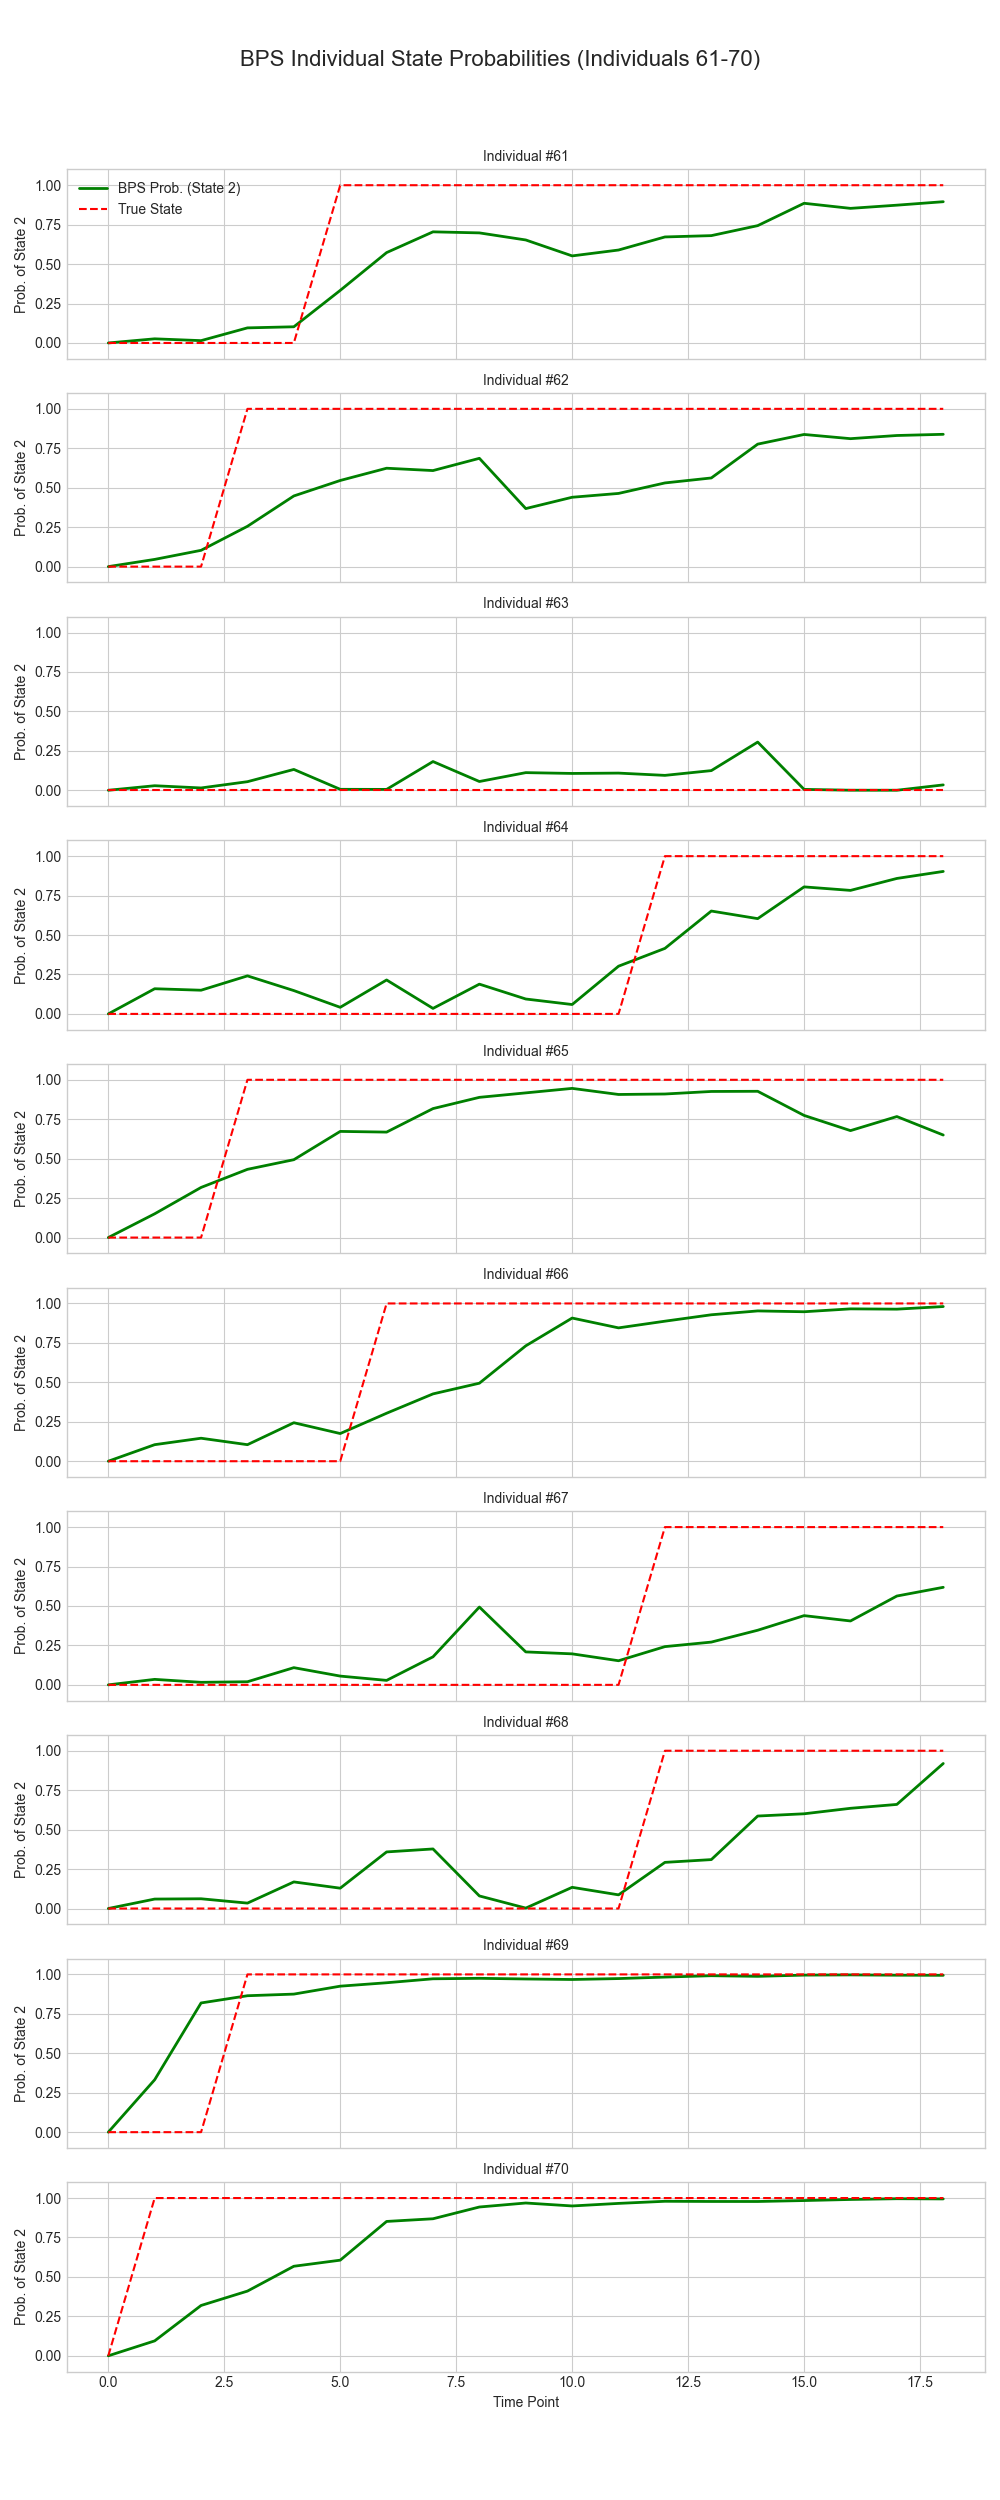 BPS Individual State Probabilities (Individuals 61-70)
Individual #61
BPS Prob. (State 2)
True State
Prob. of State 2
1.00
0.75
0.50
0.25
0.00
Individual #62
Prob. of State 2
1.00
0.75
0.50
0.25
0.00
Individual #63
Prob. of State 2
1.00
0.75
0.50
0.25
0.00
Individual #64
Prob. of State 2
1.00
0.75
0.50
0.25
0.00
Individual #65
Prob. of State 2
1.00
0.75
0.50
0.25
0.00
Individual #66
Prob. of State 2
1.00
0.75
0.50
0.25
0.00
Individual #67
Prob. of State 2
1.00
0.75
0.50
0.25
0.00
Individual #68
Prob. of State 2
1.00
0.75
0.50
0.25
0.00
Individual #69
Prob. of State 2
1.00
0.75
0.50
0.25
0.00
Individual #70
Prob. of State 2
1.00
0.75
0.50
0.25
0.00
0.0 2.5 5.0 7.5 10.0 12.5 15.0 17.5
Time Point